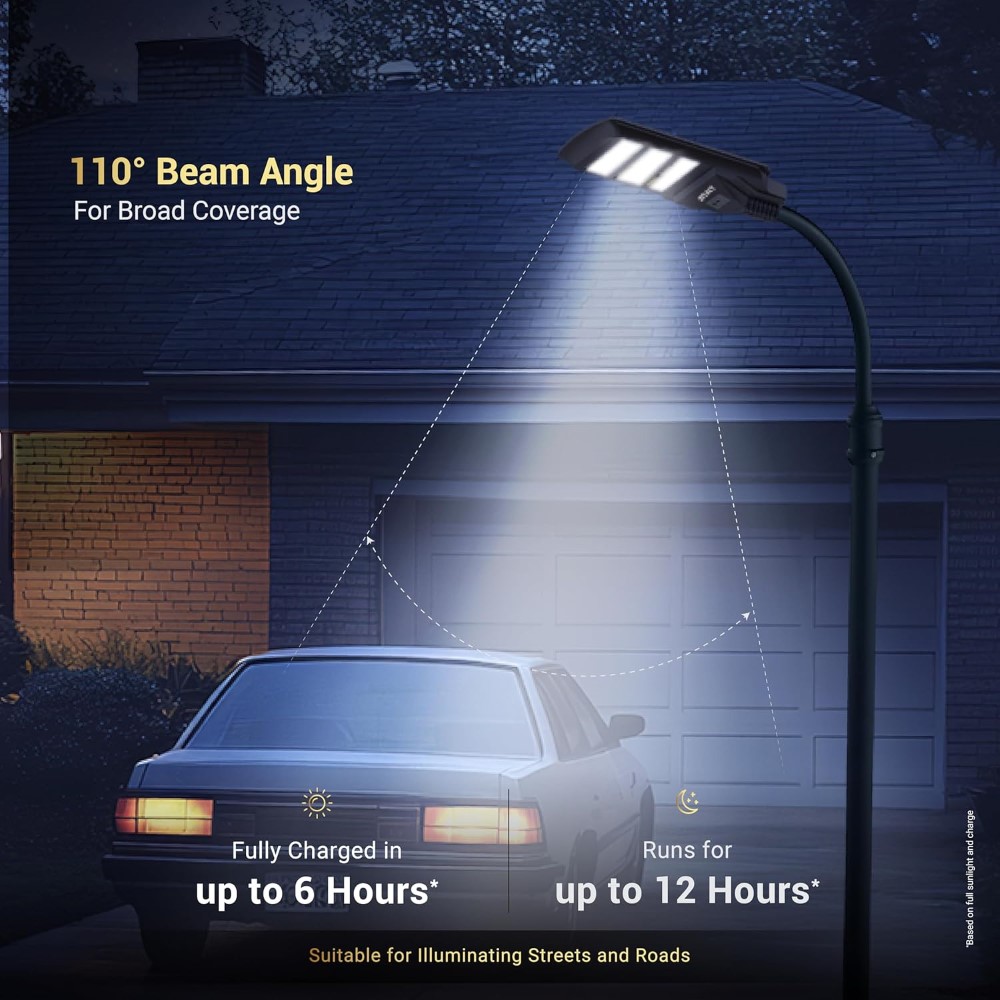 110° Beam Angle
For Broad Coverage
Fully Charged in
up to 6 Hours*
Runs for
up to 12 Hours*
Suitable for Illuminating Streets and Roads
*Based on full sunlight and charge